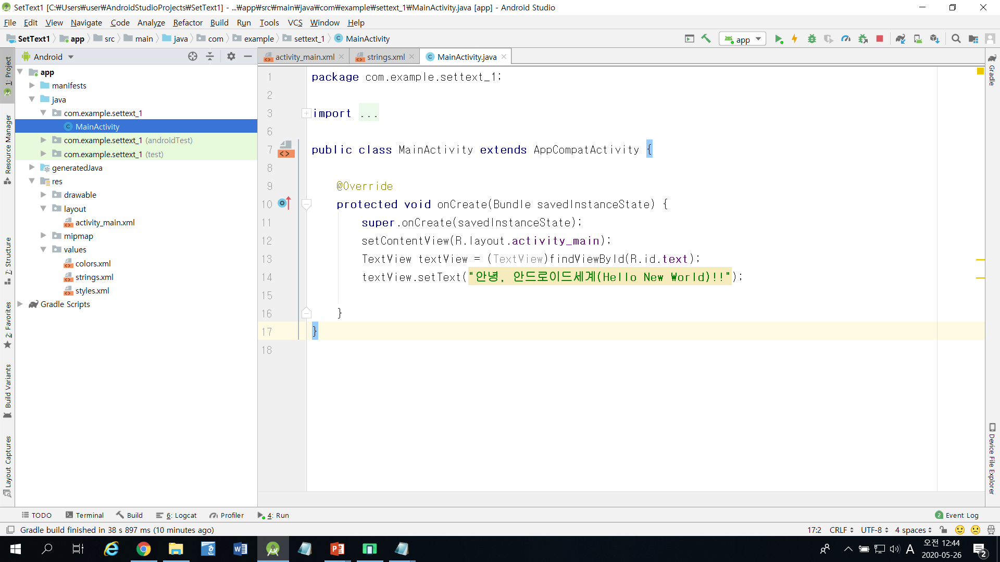 SetText1 [C:₩Users₩user₩AndroidStudioProjects₩SetText1] - ...₩app₩src₩main₩java₩com₩example₩settext_1₩MainActivity.java [app] - Android Studio
File Edit View Navigate Code Analyze Refactor Build Run Tools VCS Window Help
SetText1 app src main java com example settext_1 MainActivity
app
Android
activity_main.xml
strings.xml
MainActivity.java
1: Project
Resource Manager
7: Structure
2: Favorites
Build Variants
Layout Captures
app
manifests
java
com.example.settext_1
MainActivity
com.example.settext_1 (androidTest)
com.example.settext_1 (test)
generatedJava
res
drawable
layout
activity_main.xml
mipmap
values
colors.xml
strings.xml
styles.xml
Gradle Scripts
1 package com.example.settext_1;
2
3 import ...
6
7 public class MainActivity extends AppCompatActivity {
8
9 @Override
10 protected void onCreate(Bundle savedInstanceState) {
11 super.onCreate(savedInstanceState);
12 setContentView(R.layout.activity_main);
13 TextView textView = (TextView)findViewById(R.id.text);
14 textView.setText("안녕, 안드로이드세계(Hello New World)!!");
15
16 }
17 }
18
Gradle
Device File Explorer
TODO Terminal Build 6: Logcat Profiler 4: Run
2 Event Log
Gradle build finished in 38 s 897 ms (10 minutes ago)
17:2 CRLF UTF-8 4 spaces
A
오전 12:44
2020-05-26
2